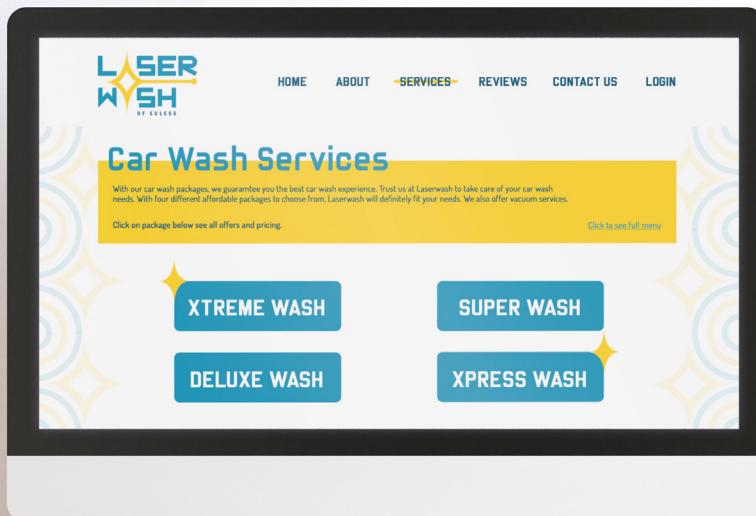 LASER
WASH
OF EULESS
HOME ABOUT SERVICES REVIEWS CONTACT US LOGIN
Car Wash Services
With our car wash packages, we guaramtee you the best car wash experience. Trust us at Laserwash to take care of your car wash
needs. With four different affordable packages to choose from, Laserwash will definitely fit your needs. We also offer vacuum services.
Click on package below see all offers and pricing.
Click to see full menu
XTREME WASH
SUPER WASH
DELUXE WASH
XPRESS WASH